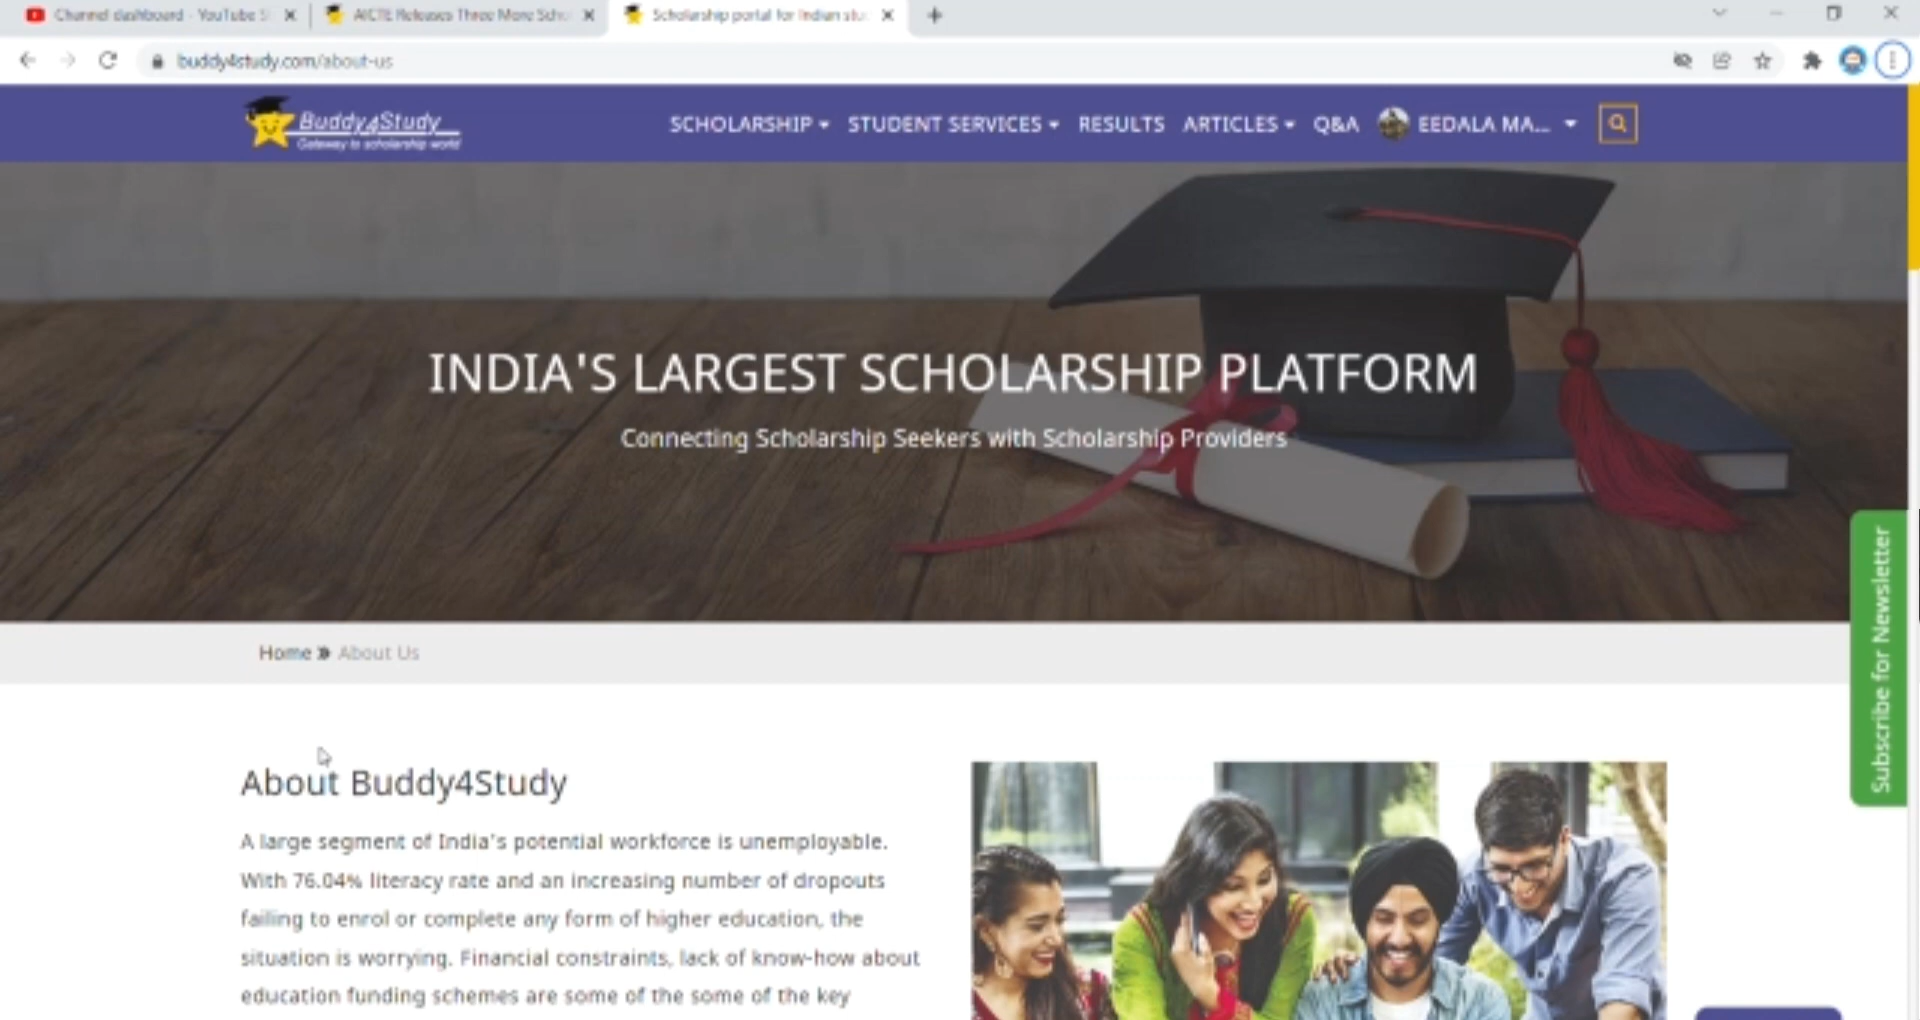 Channel dashboard - YouTube S
AICTE Releases Three More Scho
Scholarship portal for Indian stu
buddy4study.com/about-us
Buddy4Study
Gateway to scholarship world
SCHOLARSHIP
STUDENT SERVICES
RESULTS
ARTICLES
Q&A
EEDALA MA...
INDIA'S LARGEST SCHOLARSHIP PLATFORM
Connecting Scholarship Seekers with Scholarship Providers
Subscribe for Newsletter
Home » About Us
About Buddy4Study
A large segment of India's potential workforce is unemployable.
With 76.04% literacy rate and an increasing number of dropouts
failing to enrol or complete any form of higher education, the
situation is worrying. Financial constraints, lack of know-how about
education funding schemes are some of the some of the key